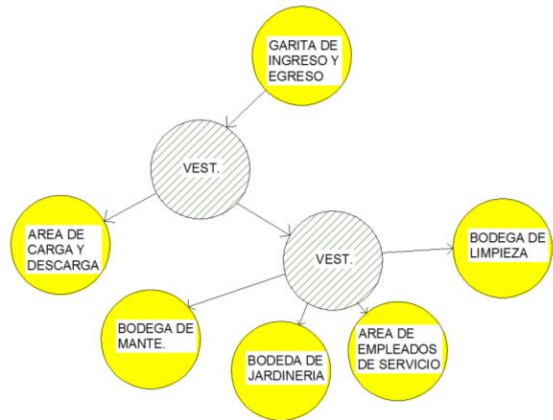 GARITA DE
INGRESO Y
EGRESO
VEST.
AREA DE
CARGA Y
DESCARGA
VEST.
BODEGA DE
LIMPIEZA
BODEGA DE
MANTE.
BODEDA DE
JARDINERIA
AREA DE
EMPLEADOS
DE SERVICIO